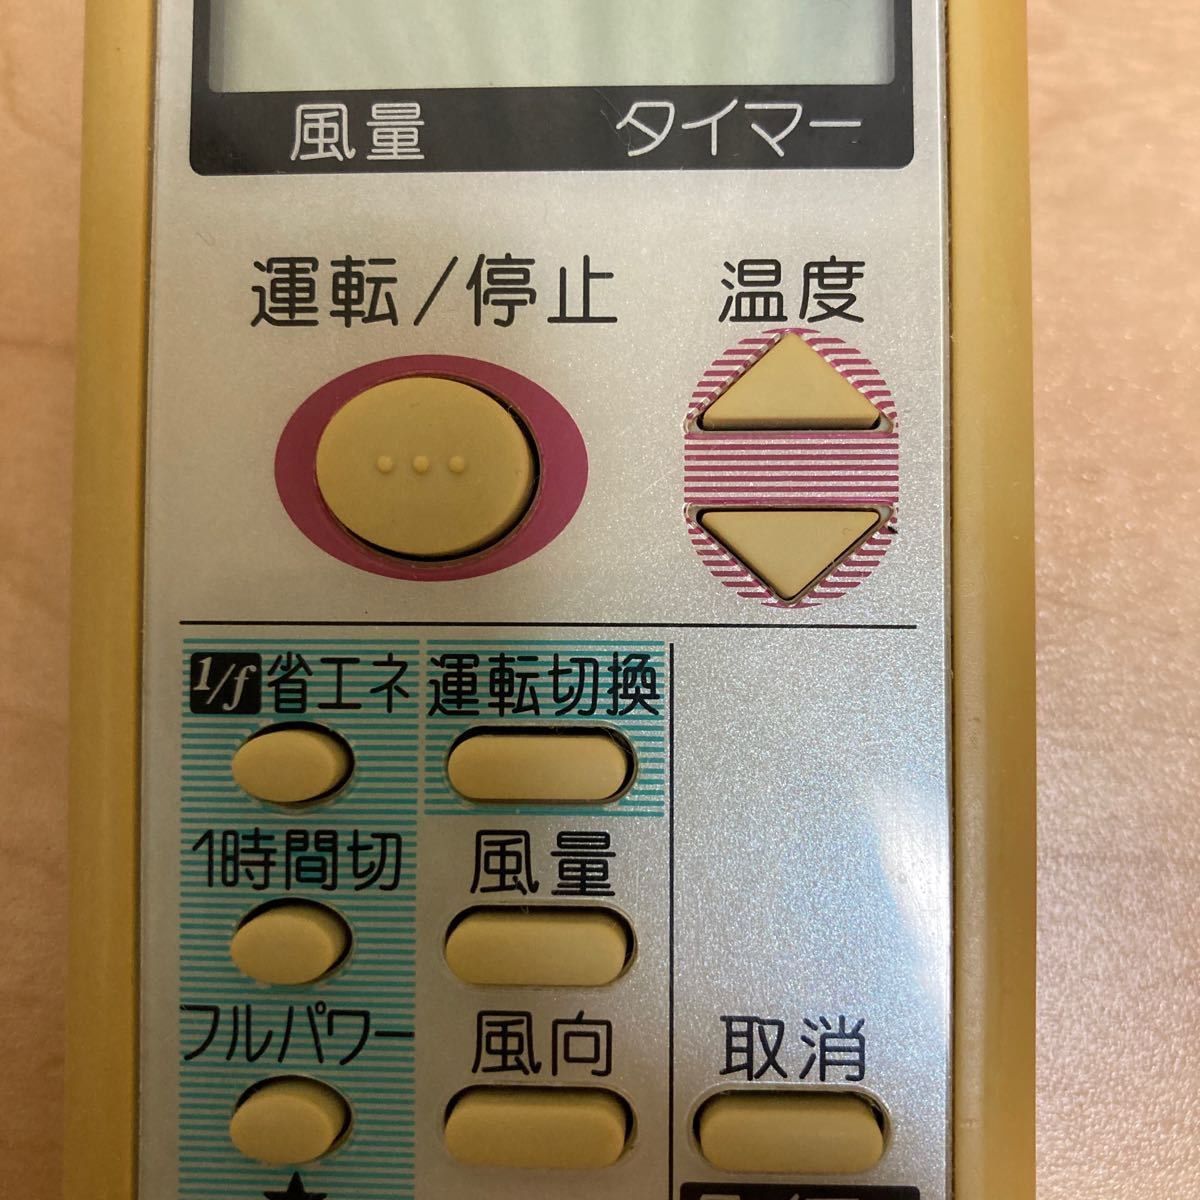 風量 タイマー
運転/停止 温度
1/f 省エネ 運転切換
1時間切 風量
フルパワー 風向 取消
★